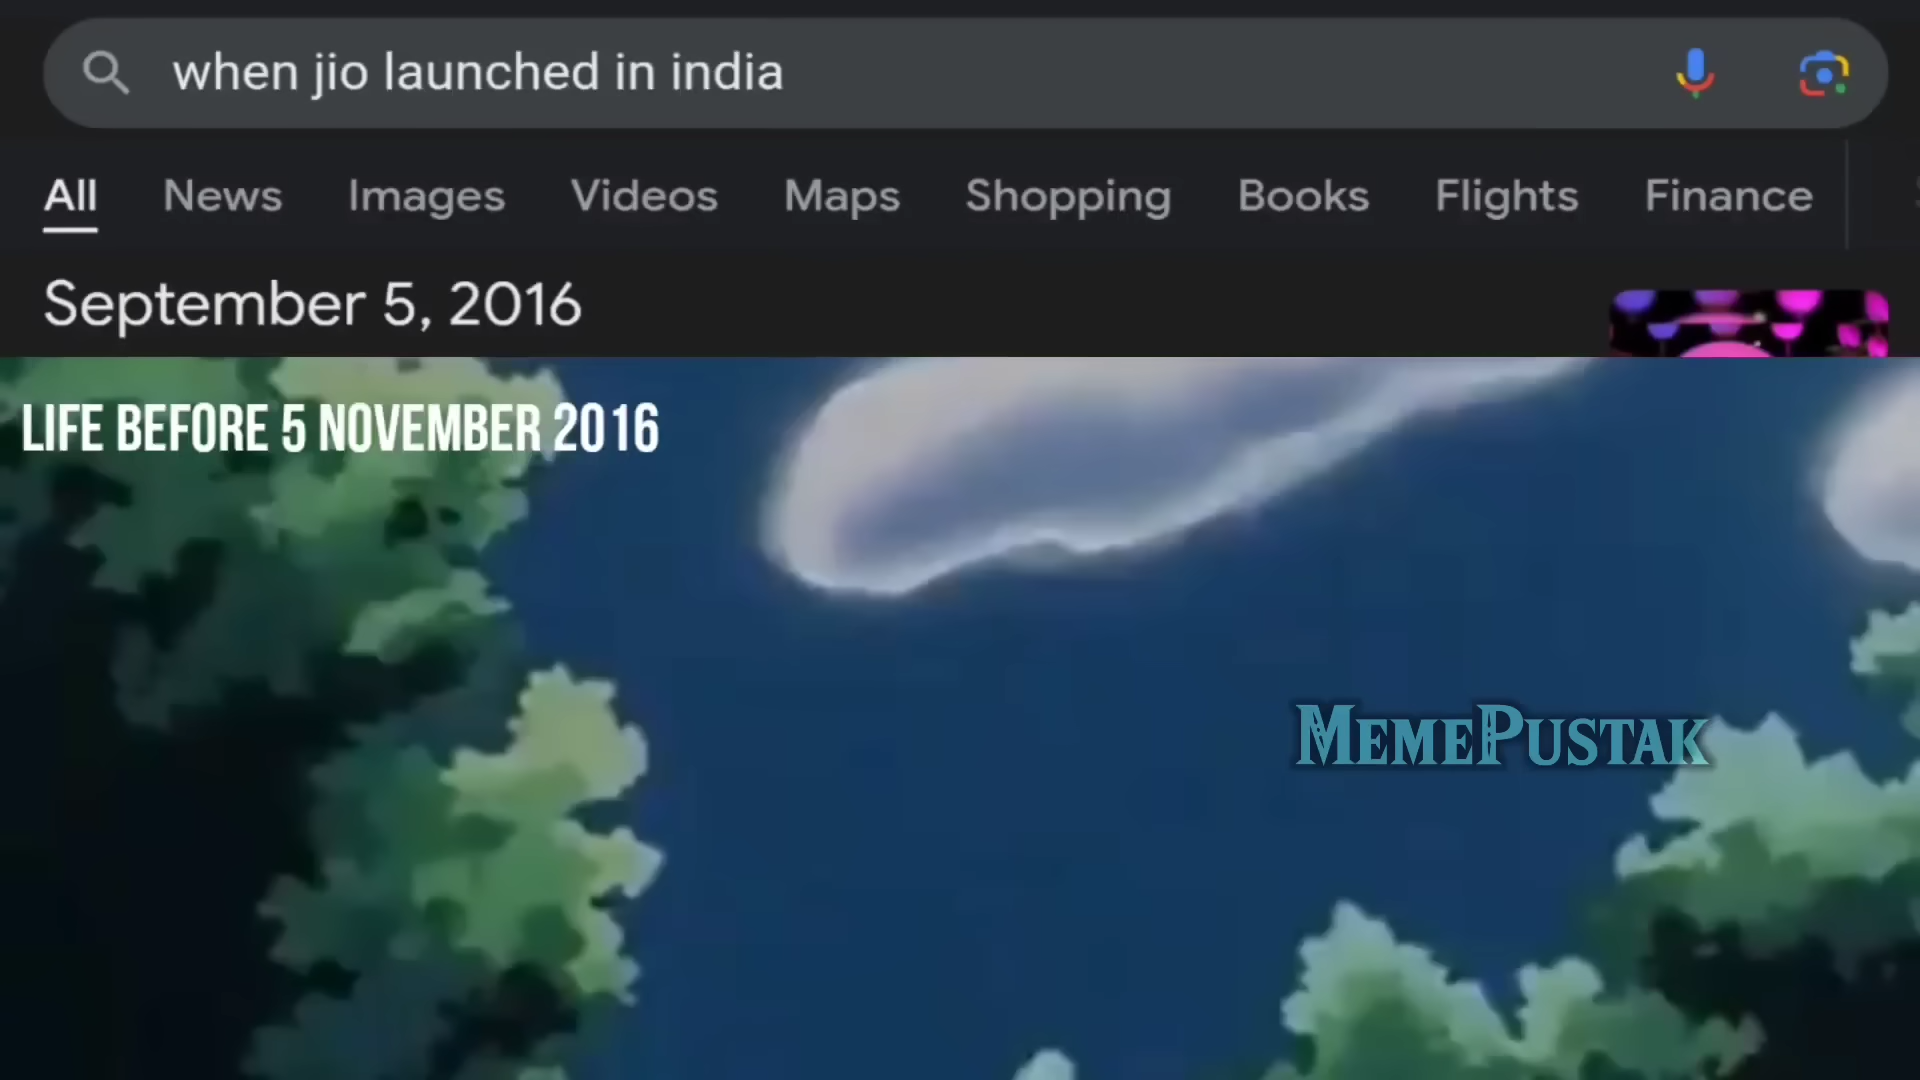 when jio launched in india
All News Images Videos Maps Shopping Books Flights Finance
September 5, 2016
LIFE BEFORE 5 NOVEMBER 2016
MEMEPUSTAK